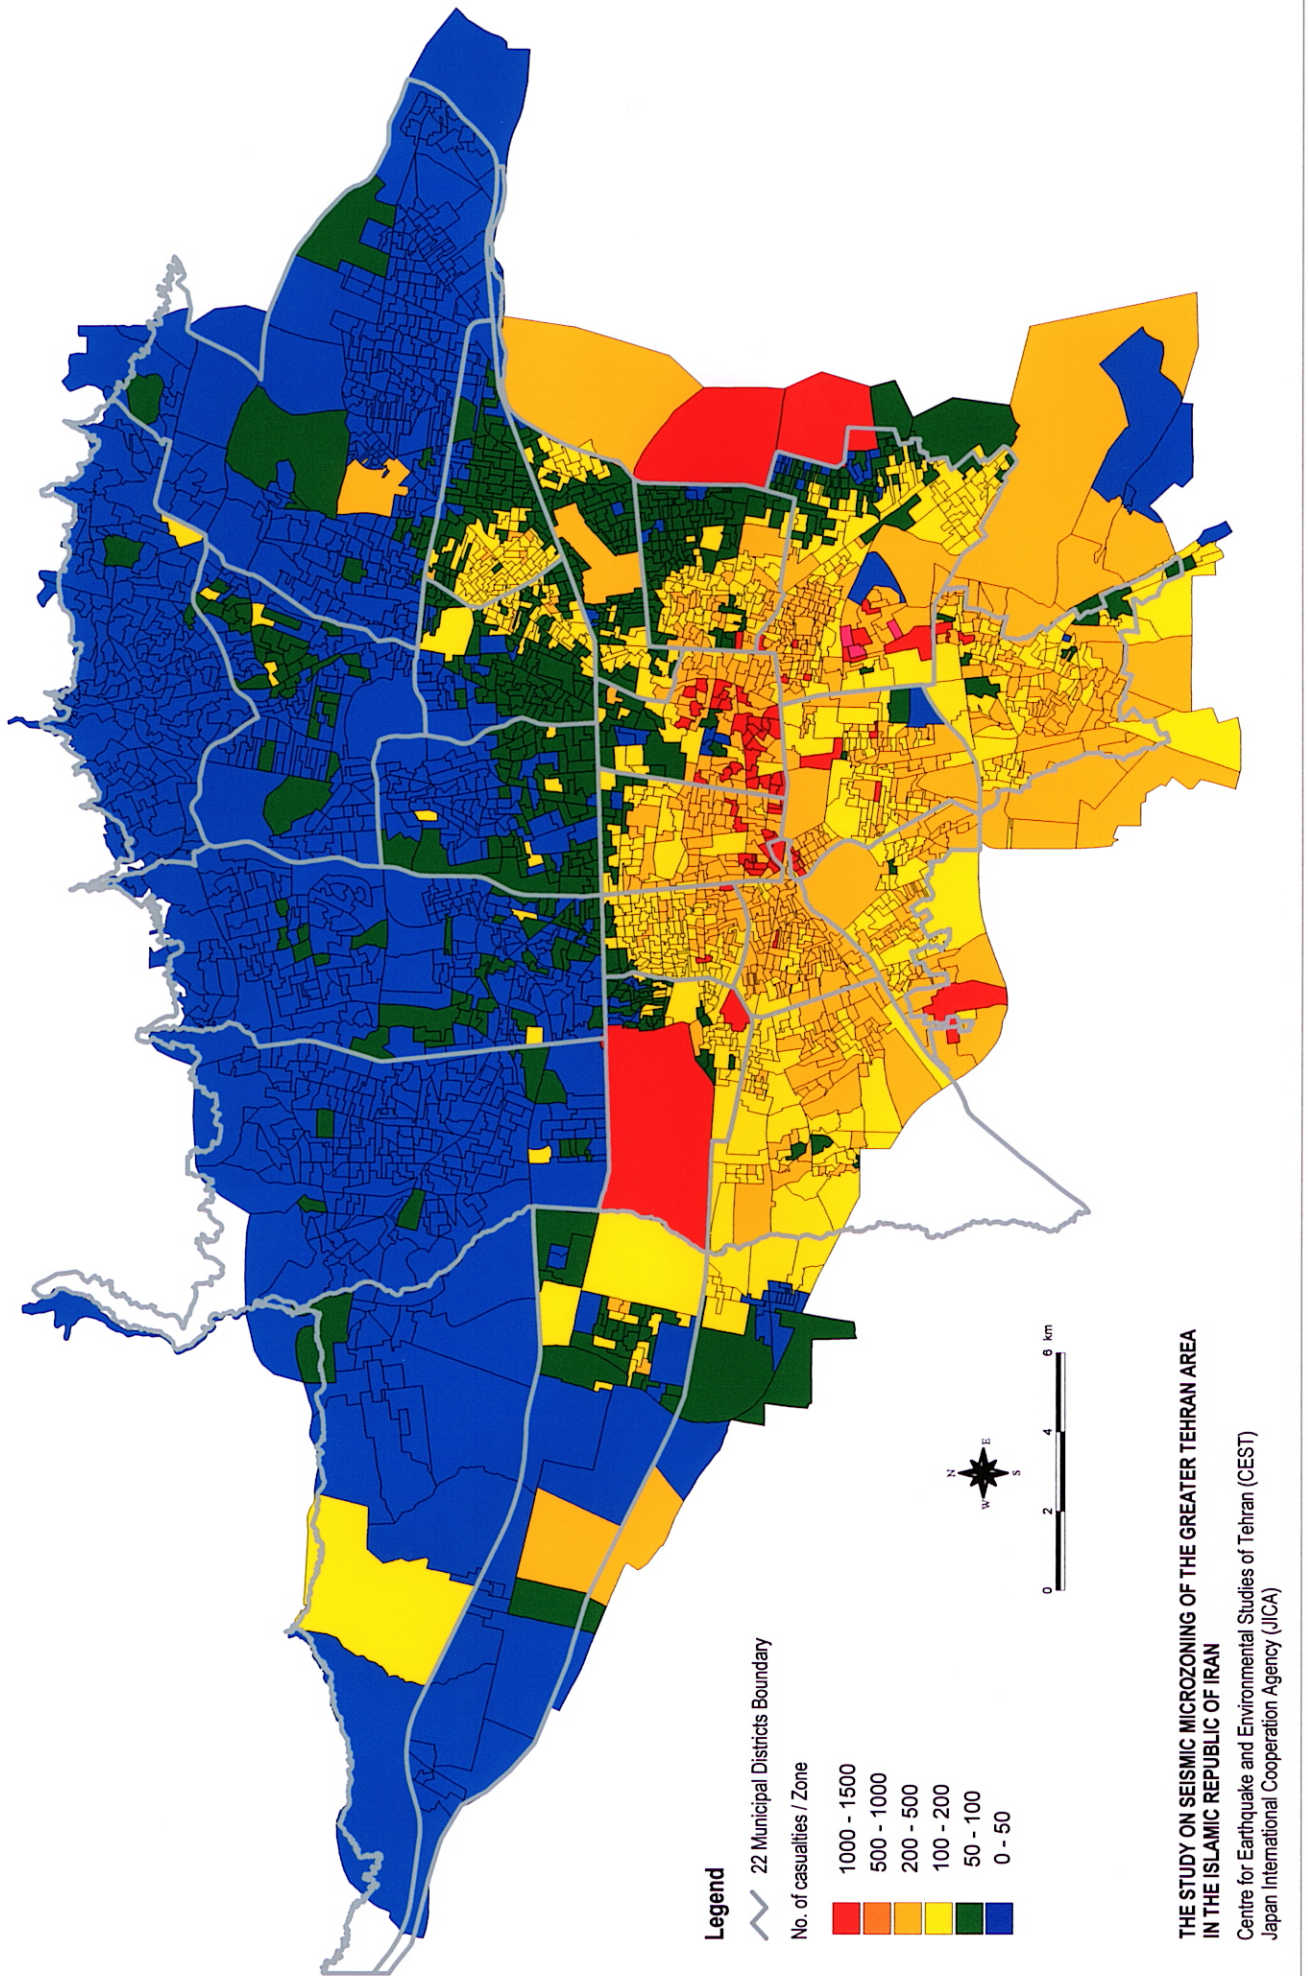 Legend
22 Municipal Districts Boundary
No. of casualties / Zone
1000 - 1500
500 - 1000
200 - 500
100 - 200
50 - 100
0 - 50
N
W
E
S
0 2 4 6 km
THE STUDY ON SEISMIC MICROZONING OF THE GREATER TEHRAN AREA
IN THE ISLAMIC REPUBLIC OF IRAN
Centre for Earthquake and Environmental Studies of Tehran (CEST)
Japan International Cooperation Agency (JICA)